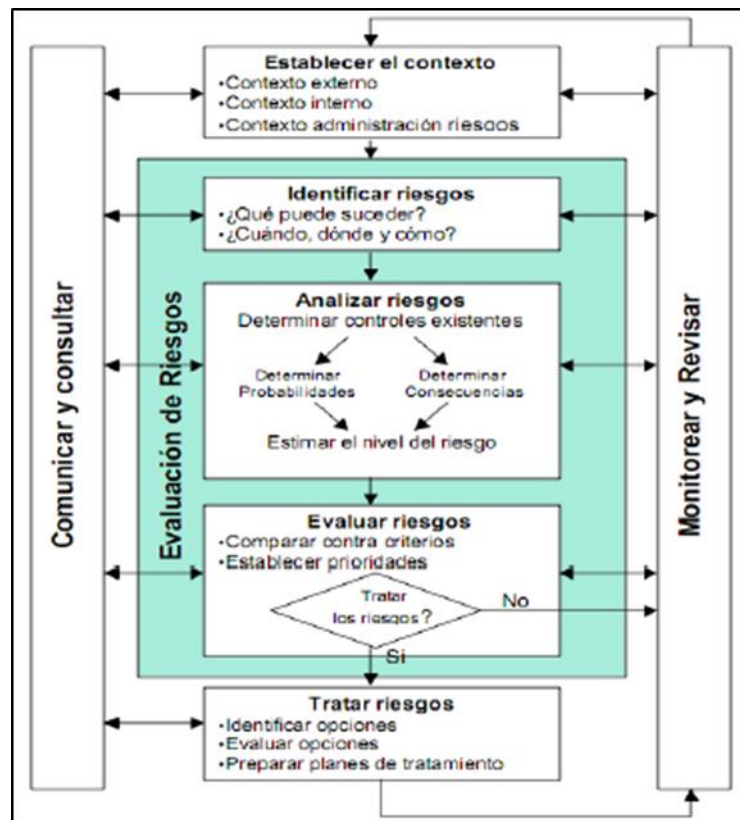 Establecer el contexto
•Contexto externo
•Contexto interno
•Contexto administración riesgos
Identificar riesgos
•¿Qué puede suceder?
•¿Cuándo, dónde y cómo?
Analizar riesgos
Determinar controles existentes
Determinar
Probabilidades
Determinar
Consecuencias
Estimar el nivel del riesgo
Evaluar riesgos
•Comparar contra criterios
•Establecer prioridades
Tratar
los riesgos?
No
Si
Tratar riesgos
•Identificar opciones
•Evaluar opciones
•Preparar planes de tratamiento
Comunicar y consultar
Evaluación de Riesgos
Monitorear y Revisar